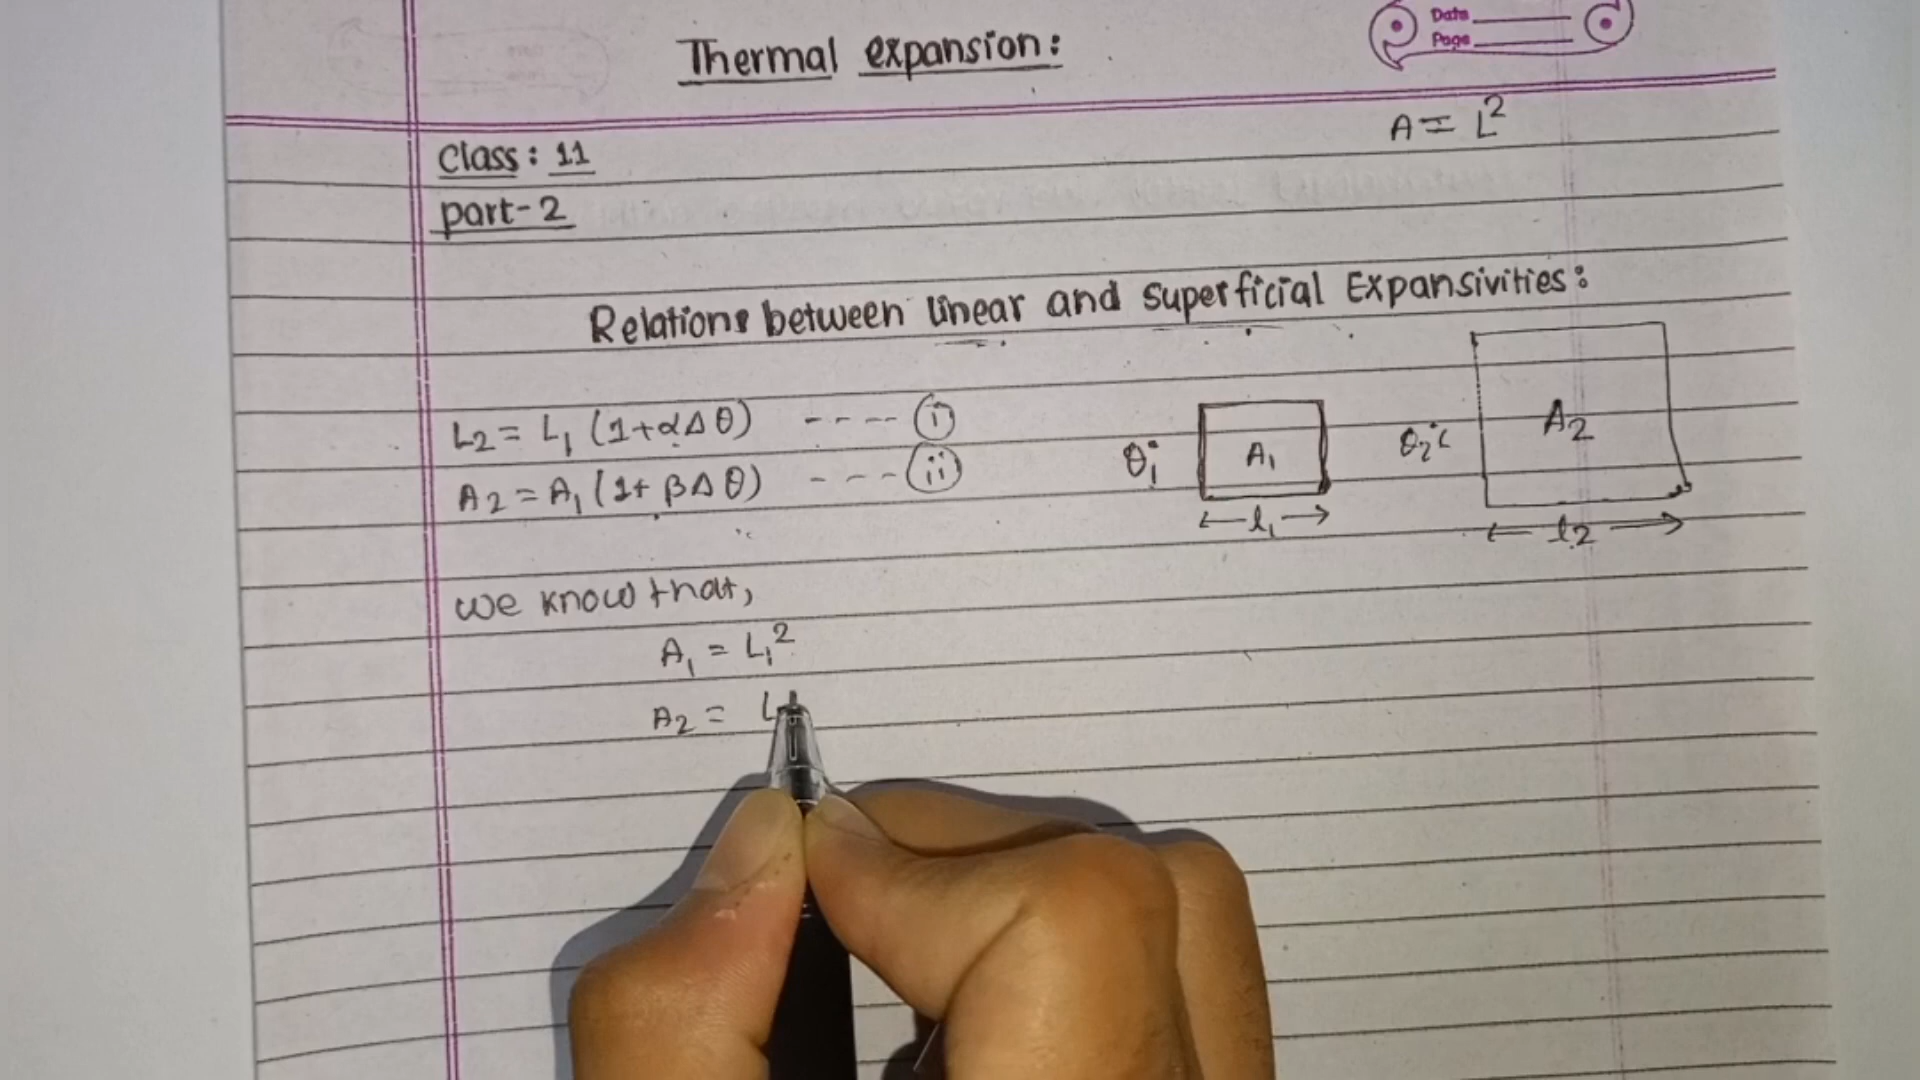 Date
Page
Thermal expansion:
A = L²
Class: 11
part-2
Relations between linear and superficial Expansivities:
L₂ = L₁ (1+αΔθ) ---- (i)
A₂ = A₁ (1+ βΔθ) --- (ii)
θ₁°
A₁
l₁
θ₂°c
A₂
l₂
we know that,
A₁ = L₁²
A₂ = L